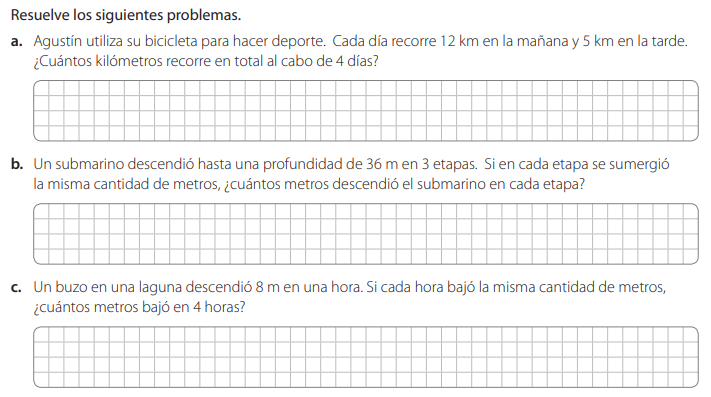 Resuelve los siguientes problemas.
a. Agustín utiliza su bicicleta para hacer deporte. Cada día recorre 12 km en la mañana y 5 km en la tarde.
¿Cuántos kilómetros recorre en total al cabo de 4 días?
b. Un submarino descendió hasta una profundidad de 36 m en 3 etapas. Si en cada etapa se sumergió
la misma cantidad de metros, ¿cuántos metros descendió el submarino en cada etapa?
c. Un buzo en una laguna descendió 8 m en una hora. Si cada hora bajó la misma cantidad de metros,
¿cuántos metros bajó en 4 horas?